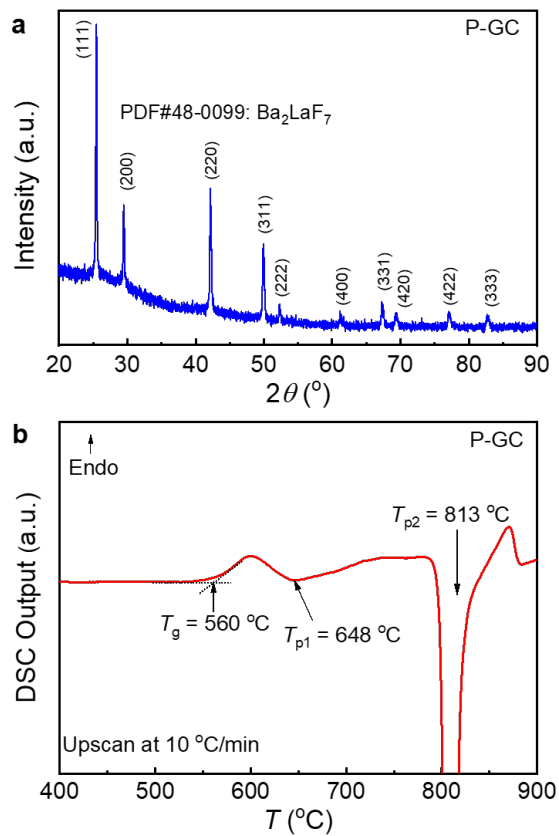 a
P-GC
Intensity (a.u.)
PDF#48-0099: Ba₂LaF₇
(111)
(200)
(220)
(311)
(222)
(400)
(331)
(420)
(422)
(333)
20 30 40 50 60 70 80 90
2θ (°)
b
P-GC
Endo
DSC Output (a.u.)
Tp2 = 813 °C
Tg = 560 °C
Tp1 = 648 °C
Upscan at 10 °C/min
400 500 600 700 800 900
T (°C)